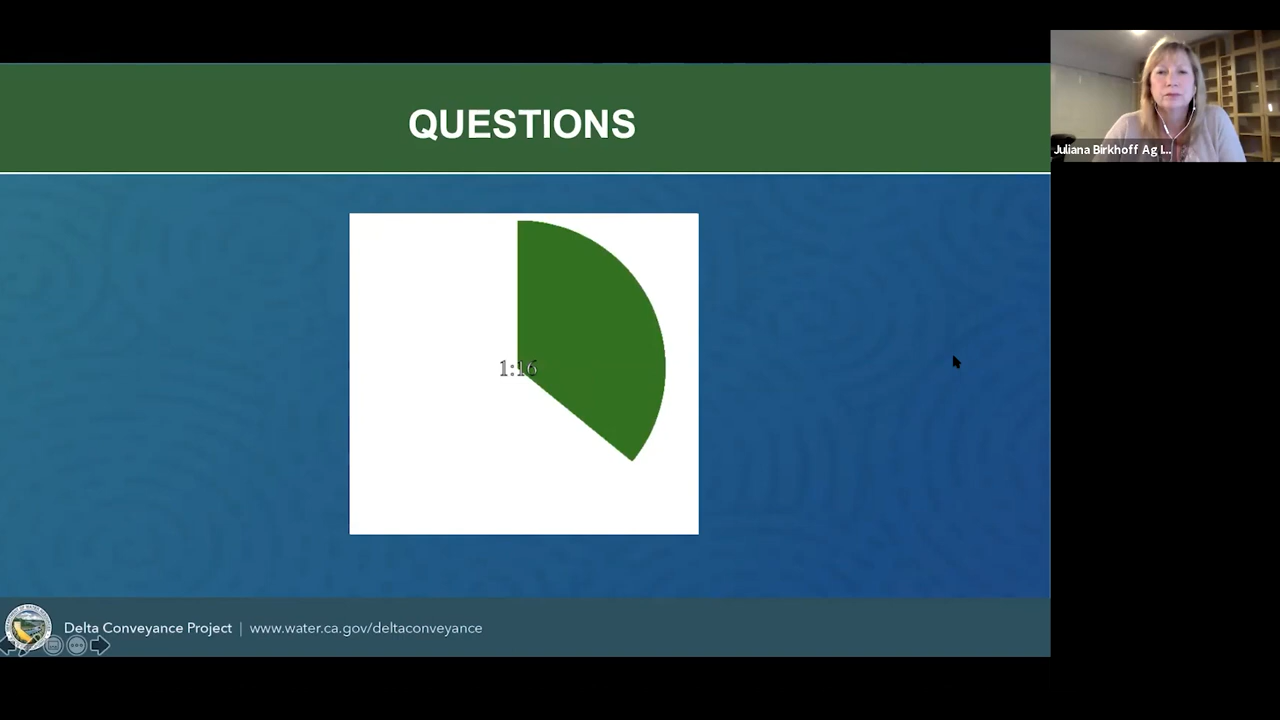 QUESTIONS
Juliana Birkhoff Ag I...
1:16
Delta Conveyance Project | www.water.ca.gov/deltaconveyance